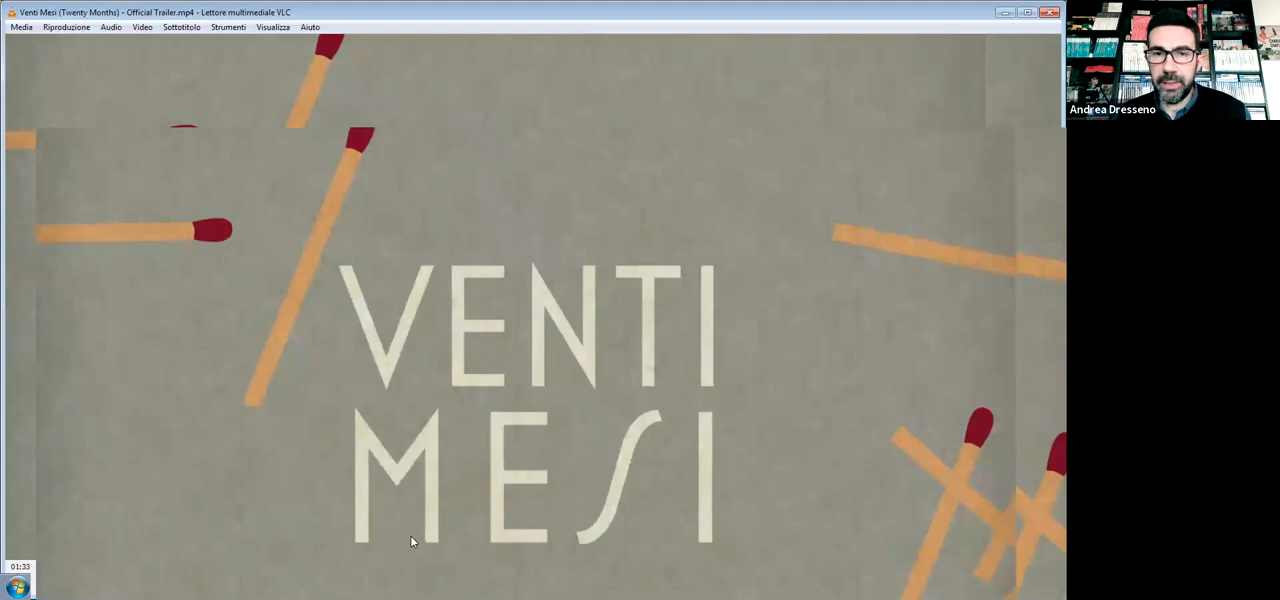 Venti Mesi (Twenty Months) - Official Trailer.mp4 - Lettore multimediale VLC
Media Riproduzione Audio Video Sottotitolo Strumenti Visualizza Aiuto
Andrea Dresseno
VENTI
MESI
01:33